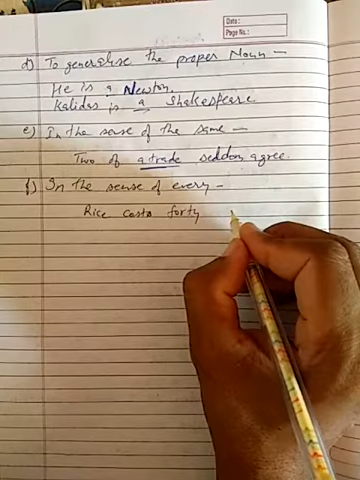 Date:
Page No.:
d) To generalise the proper Noun -
He is a Newton.
Kalidas is a Shakespeare.
e) In the sense of the same -
Two of a trade seldom agree.
f) In the sense of every -
Rice costs forty